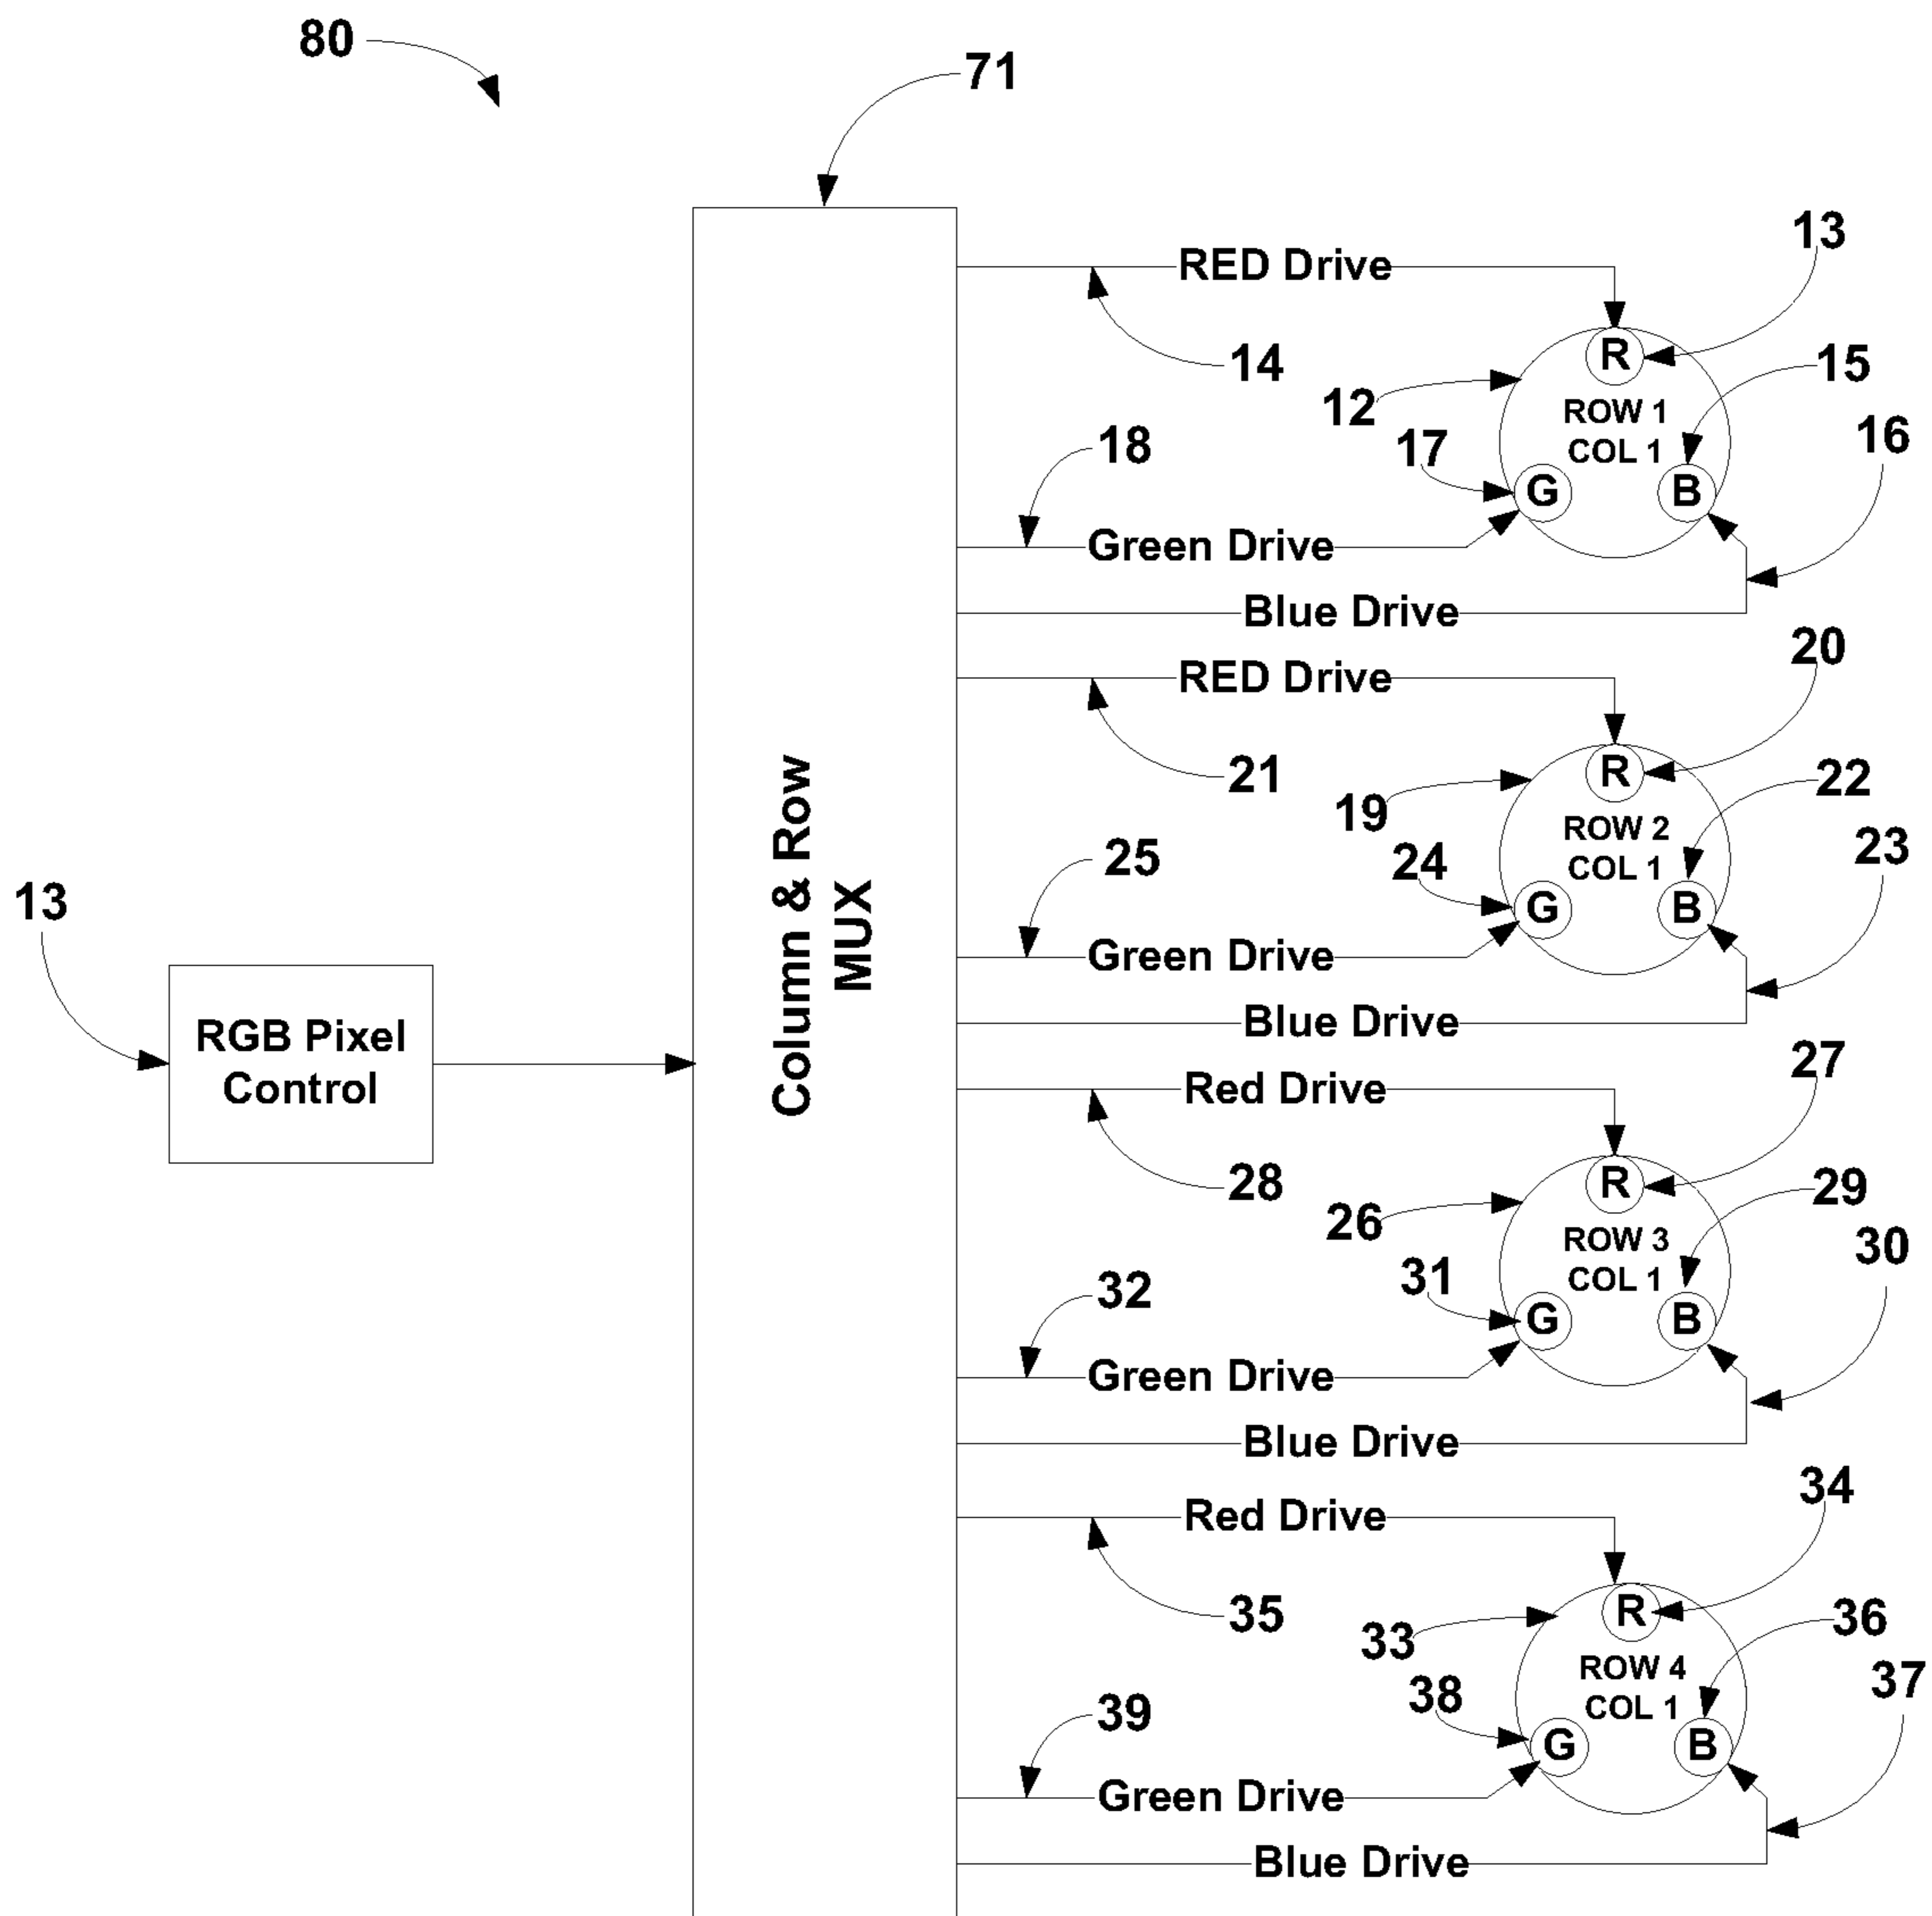 80
71
RED Drive
13
14
R
15
12
ROW 1
COL 1
16
18
17
G
B
Green Drive
Blue Drive
20
RED Drive
21
R
22
19
ROW 2
COL 1
23
25
24
G
B
Green Drive
Blue Drive
Column & Row
MUX
13
RGB Pixel
Control
27
Red Drive
28
R
29
26
ROW 3
COL 1
30
32
31
G
B
Green Drive
Blue Drive
34
Red Drive
35
R
36
33
ROW 4
COL 1
37
39
38
G
B
Green Drive
Blue Drive